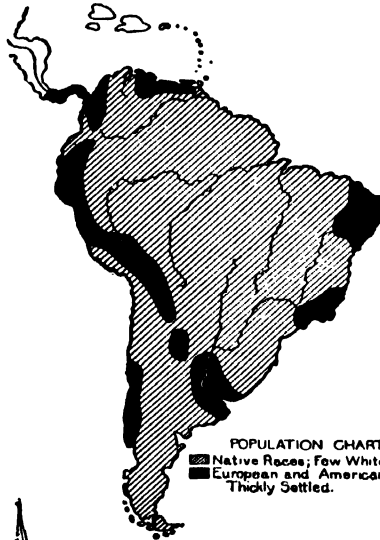 POPULATION CHART
Native Races; Few White
European and American
Thickly Settled.